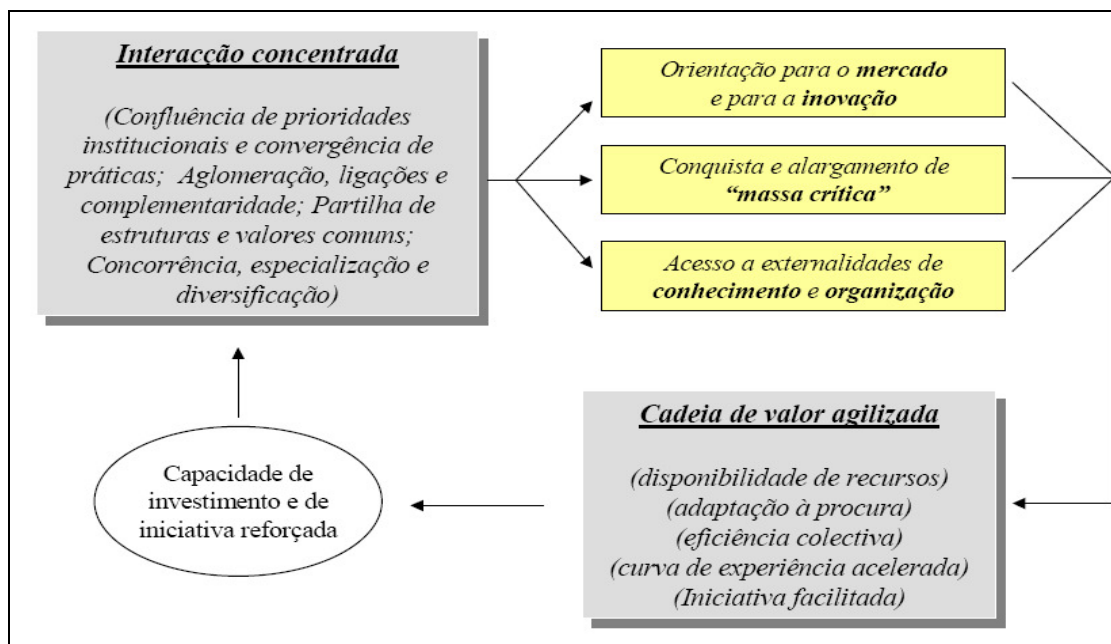 Interacção concentrada
(Confluência de prioridades
institucionais e convergência de
práticas; Aglomeração, ligações e
complementaridade; Partilha de
estruturas e valores comuns;
Concorrência, especialização e
diversificação)
Orientação para o mercado
e para a inovação
Conquista e alargamento de
“massa crítica”
Acesso a externalidades de
conhecimento e organização
Cadeia de valor agilizada
(disponibilidade de recursos)
(adaptação à procura)
(eficiência colectiva)
(curva de experiência acelerada)
(Iniciativa facilitada)
Capacidade de
investimento e de
iniciativa reforçada